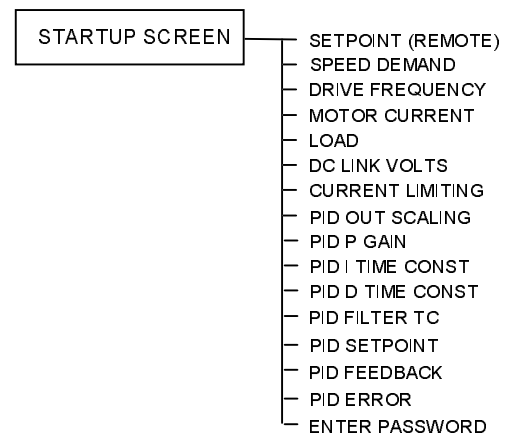 STARTUP SCREEN
SETPOINT (REMOTE)
SPEED DEMAND
DRIVE FREQUENCY
MOTOR CURRENT
LOAD
DC LINK VOLTS
CURRENT LIMITING
PID OUT SCALING
PID P GAIN
PID I TIME CONST
PID D TIME CONST
PID FILTER TC
PID SETPOINT
PID FEEDBACK
PID ERROR
ENTER PASSWORD